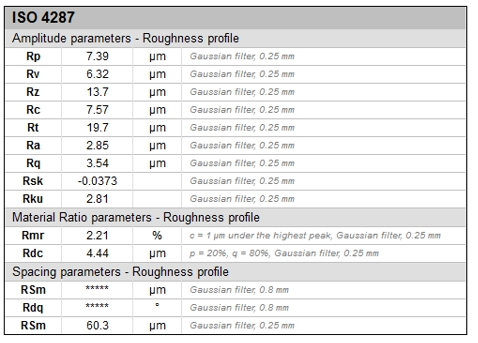 ISO 4287
Amplitude parameters - Roughness profile
Rp 7.39 µm Gaussian filter, 0.25 mm
Rv 6.32 µm Gaussian filter, 0.25 mm
Rz 13.7 µm Gaussian filter, 0.25 mm
Rc 7.57 µm Gaussian filter, 0.25 mm
Rt 19.7 µm Gaussian filter, 0.25 mm
Ra 2.85 µm Gaussian filter, 0.25 mm
Rq 3.54 µm Gaussian filter, 0.25 mm
Rsk -0.0373 Gaussian filter, 0.25 mm
Rku 2.81 Gaussian filter, 0.25 mm
Material Ratio parameters - Roughness profile
Rmr 2.21 % c = 1 µm under the highest peak, Gaussian filter, 0.25 mm
Rdc 4.44 µm p = 20%, q = 80%, Gaussian filter, 0.25 mm
Spacing parameters - Roughness profile
RSm ***** µm Gaussian filter, 0.8 mm
Rdq ***** ° Gaussian filter, 0.8 mm
RSm 60.3 µm Gaussian filter, 0.25 mm